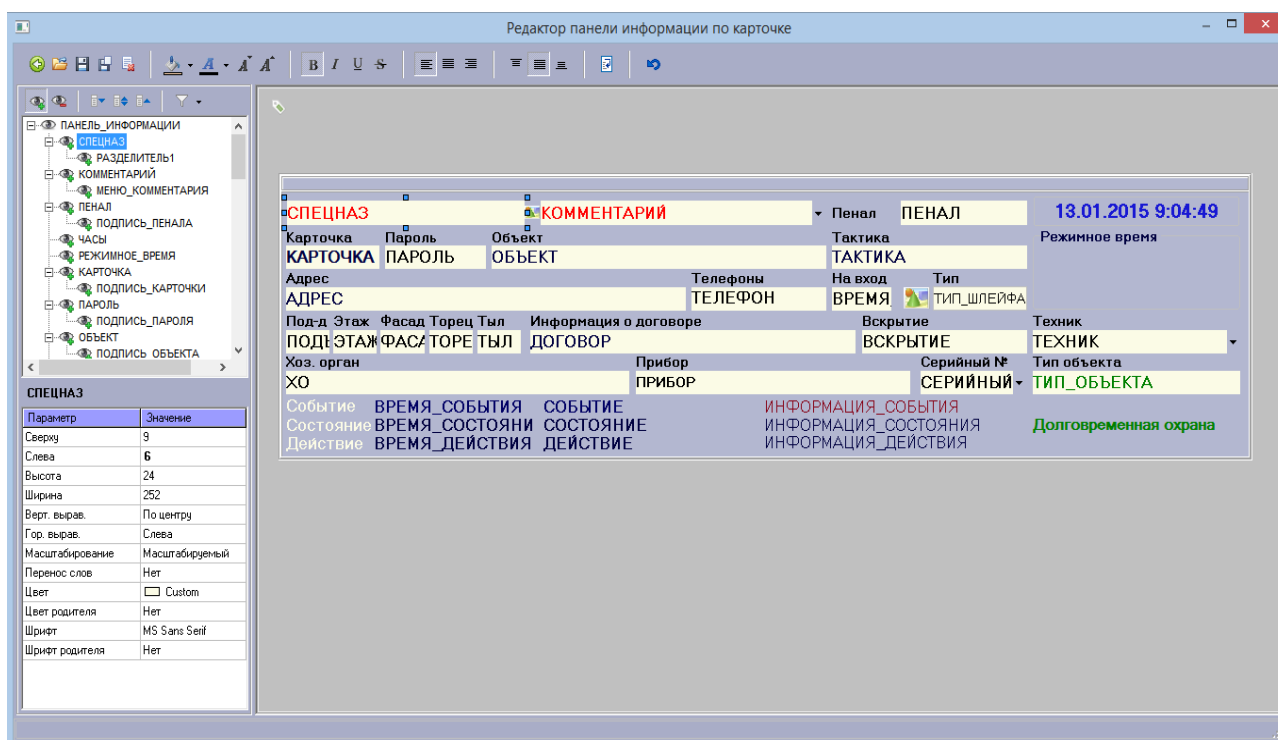 Редактор панели информации по карточке
B I U S
ПАНЕЛЬ_ИНФОРМАЦИИ
СПЕЦНАЗ
РАЗДЕЛИТЕЛЬ1
КОММЕНТАРИЙ
МЕНЮ_КОММЕНТАРИЯ
ПЕНАЛ
ПОДПИСЬ_ПЕНАЛА
ЧАСЫ
РЕЖИМНОЕ_ВРЕМЯ
КАРТОЧКА
ПОДПИСЬ_КАРТОЧКИ
ПАРОЛЬ
ПОДПИСЬ_ПАРОЛЯ
ОБЪЕКТ
ПОДПИСЬ_ОБЪЕКТА
СПЕЦНАЗ
Параметр Значение
Сверху 9
Слева 6
Высота 24
Ширина 252
Верт. вырав. По центру
Гор. вырав. Слева
Масштабирование Масштабируемый
Перенос слов Нет
Цвет Custom
Цвет родителя Нет
Шрифт MS Sans Serif
Шрифт родителя Нет
СПЕЦНАЗ КОММЕНТАРИЙ Пенал ПЕНАЛ 13.01.2015 9:04:49
Карточка Пароль Объект Тактика Режимное время
КАРТОЧКА ПАРОЛЬ ОБЪЕКТ ТАКТИКА
Адрес Телефоны На вход Тип
АДРЕС ТЕЛЕФОН ВРЕМЯ ТИП_ШЛЕЙФА
Под-д Этаж Фасад Торец Тыл Информация о договоре Вскрытие Техник
ПОДЪ ЭТАЖ ФАСА ТОРЕ ТЫЛ ДОГОВОР ВСКРЫТИЕ ТЕХНИК
Хоз. орган Прибор Серийный № Тип объекта
ХО ПРИБОР СЕРИЙНЫЙ ТИП_ОБЪЕКТА
Событие ВРЕМЯ_СОБЫТИЯ СОБЫТИЕ ИНФОРМАЦИЯ_СОБЫТИЯ
Состояние ВРЕМЯ_СОСТОЯНИ СОСТОЯНИЕ ИНФОРМАЦИЯ_СОСТОЯНИЯ Долговременная охрана
Действие ВРЕМЯ_ДЕЙСТВИЯ ДЕЙСТВИЕ ИНФОРМАЦИЯ_ДЕЙСТВИЯ